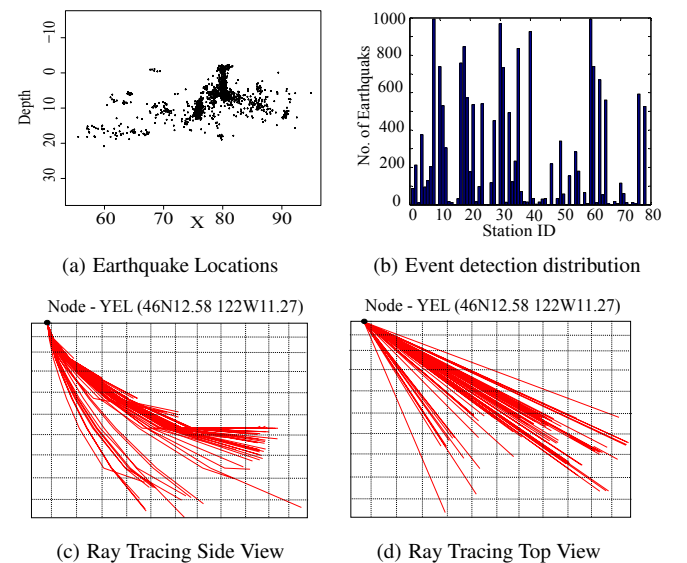 Depth
−10
0
10
20
30
60
70
80
90
X
(a) Earthquake Locations
No. of Earthquaks
1000
800
600
400
200
0
0 10 20 30 40 50 60 70 80
Station ID
(b) Event detection distribution
Node - YEL (46N12.58 122W11.27)
(c) Ray Tracing Side View
Node - YEL (46N12.58 122W11.27)
(d) Ray Tracing Top View